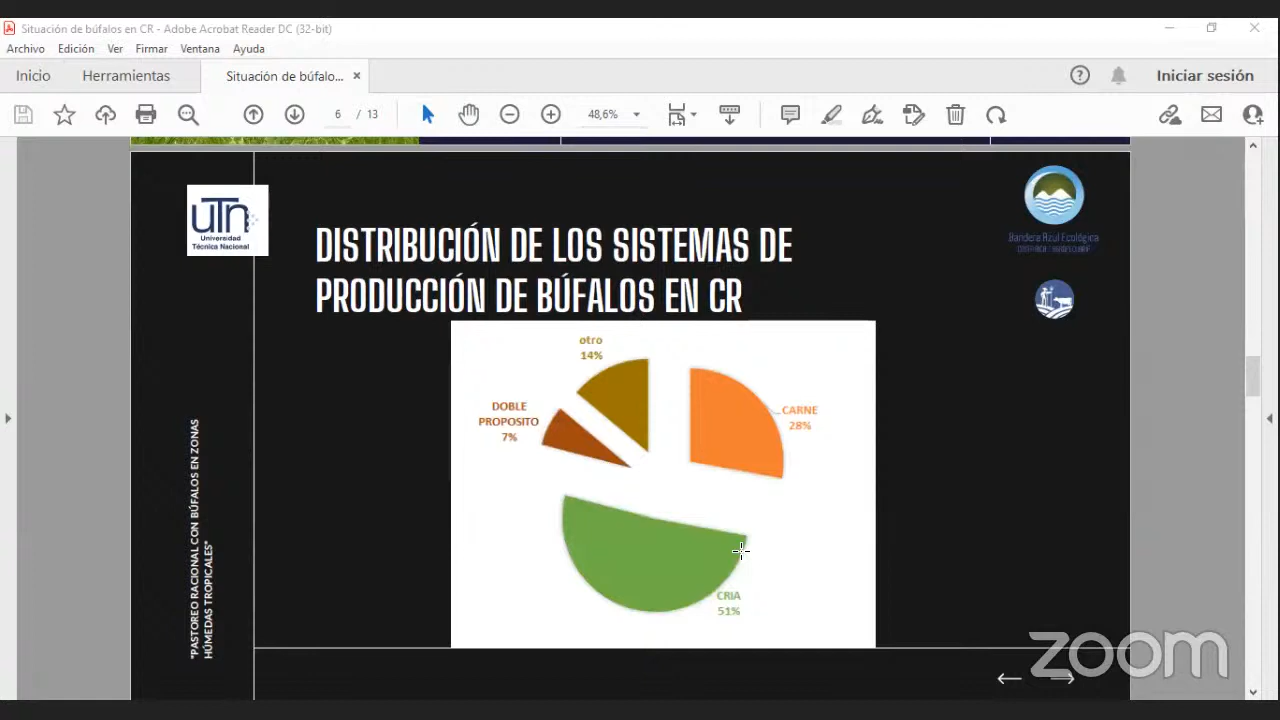 Situación de búfalos en CR - Adobe Acrobat Reader DC (32-bit)
Archivo Edición Ver Firmar Ventana Ayuda
Inicio Herramientas Situación de búfalo... × Iniciar sesión
6 / 13 48,6%
UTN
Universidad
Técnica Nacional
Bandera Azul Ecológica
DISTRIBUCIÓN DE LOS SISTEMAS DE
PRODUCCIÓN DE BÚFALOS EN CR
otro
14%
DOBLE
PROPOSITO
7%
CARNE
28%
CRIA
51%
"PASTOREO RACIONAL CON BÚFALOS EN ZONAS
HÚMEDAS TROPICALES"
zoom